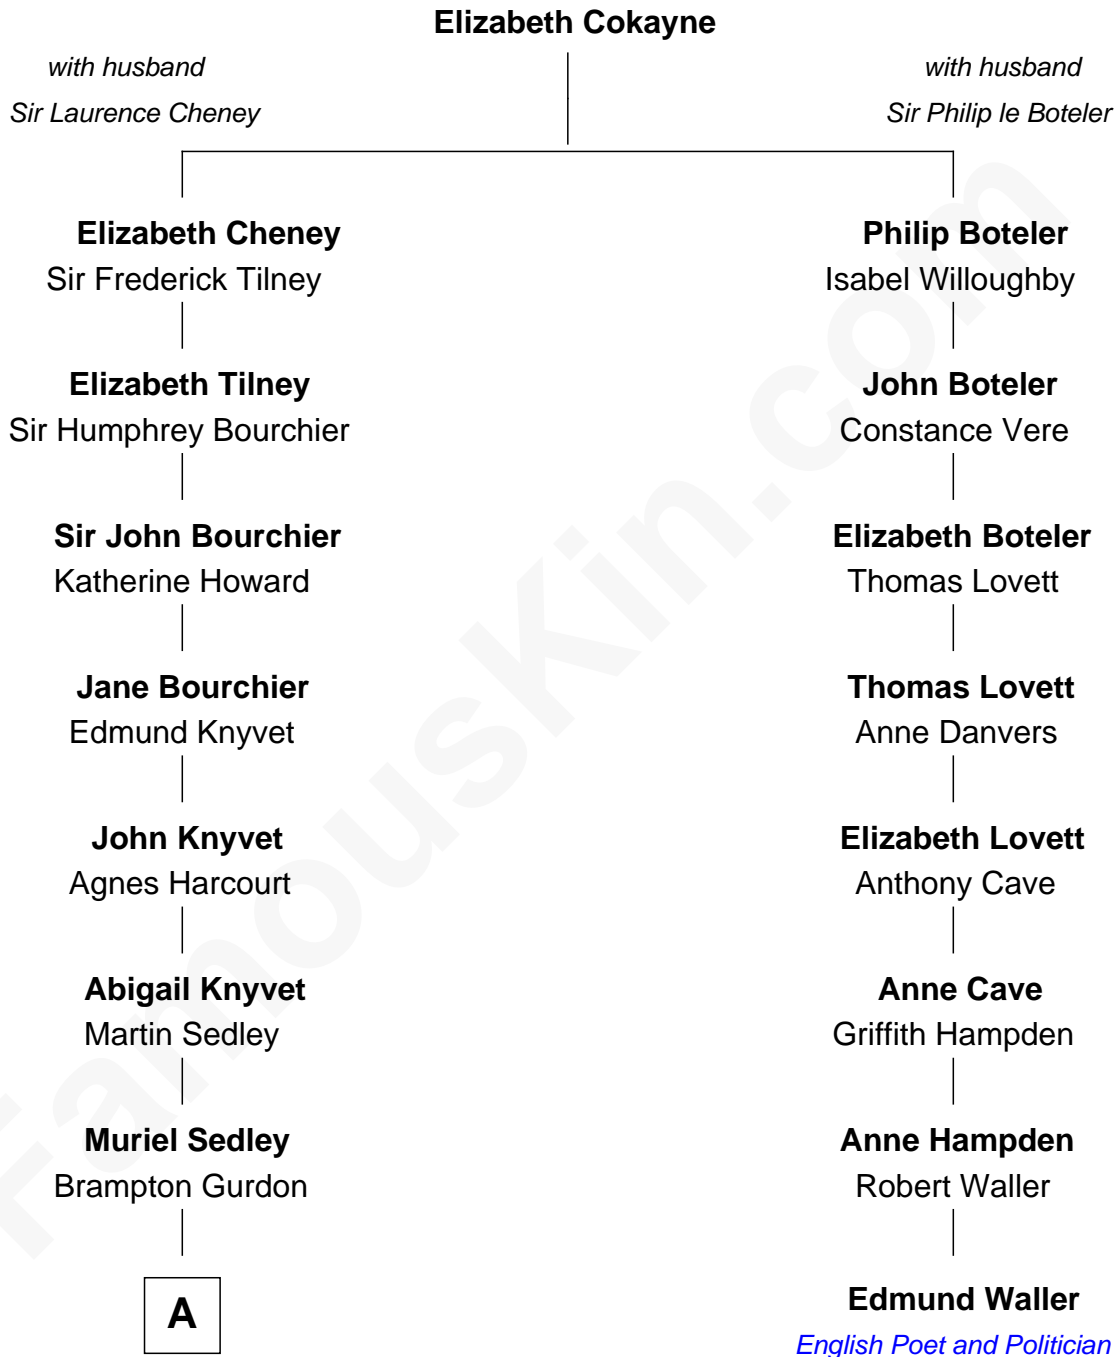 Elizabeth Cokayne
with husband
Sir Laurence Cheney
with husband
Sir Philip le Boteler
Elizabeth Cheney
Sir Frederick Tilney
Philip Boteler
Isabel Willoughby
Elizabeth Tilney
Sir Humphrey Bourchier
John Boteler
Constance Vere
Sir John Bourchier
Katherine Howard
Elizabeth Boteler
Thomas Lovett
Jane Bourchier
Edmund Knyvet
Thomas Lovett
Anne Danvers
John Knyvet
Agnes Harcourt
Elizabeth Lovett
Anthony Cave
Abigail Knyvet
Martin Sedley
Anne Cave
Griffith Hampden
Muriel Sedley
Brampton Gurdon
Anne Hampden
Robert Waller
A
Edmund Waller
English Poet and Politician
FamousKin.com